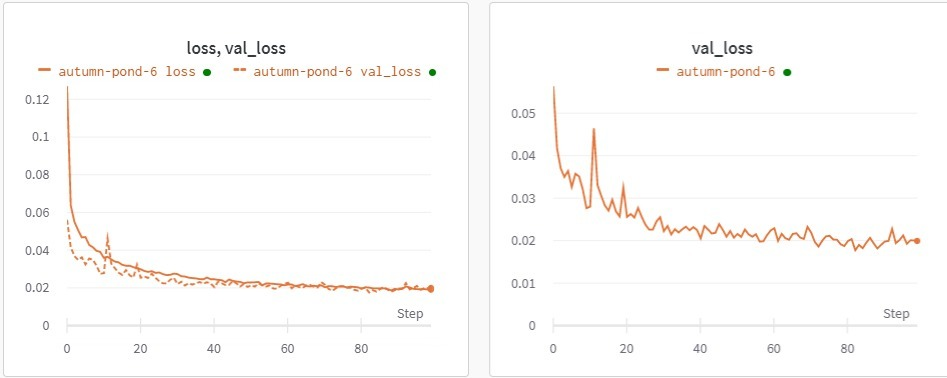 loss, val_loss
autumn-pond-6 loss autumn-pond-6 val_loss
0.12
0.1
0.08
0.06
0.04
0.02
0
Step
0 20 40 60 80
val_loss
autumn-pond-6
0.05
0.04
0.03
0.02
0.01
0
Step
0 20 40 60 80